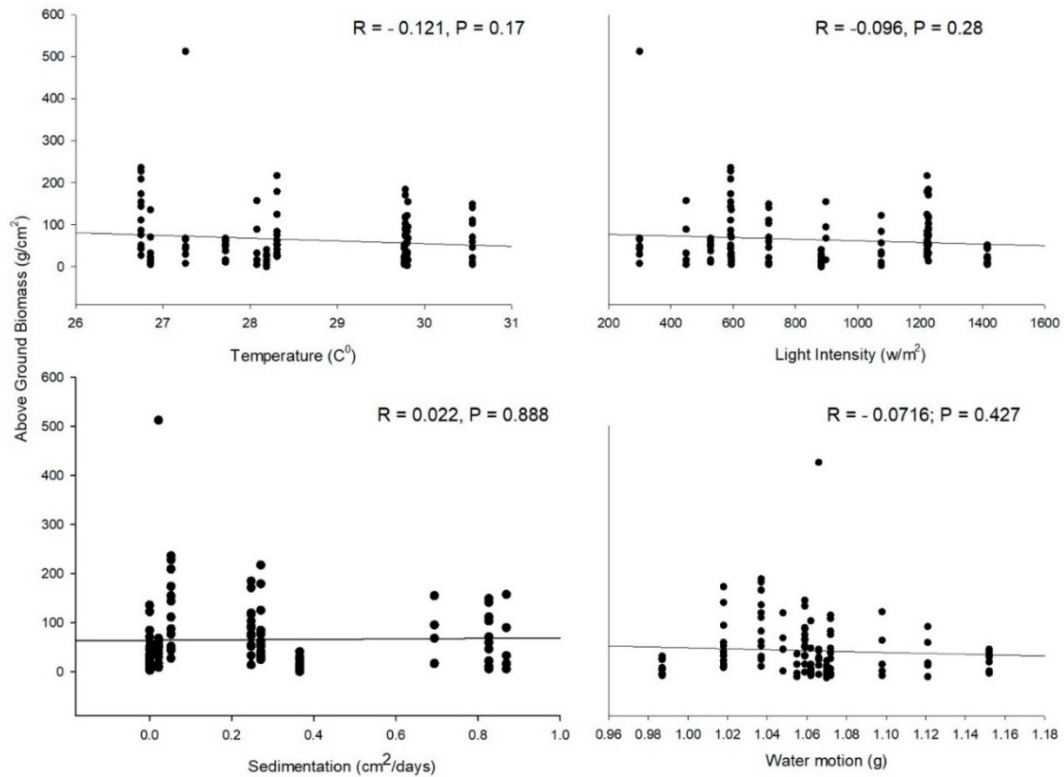 R = - 0.121, P = 0.17
R = -0.096, P = 0.28
Above Ground Biomass (g/cm²)
600
500
400
300
200
100
0
26 27 28 29 30 31
200 400 600 800 1000 1200 1400 1600
Temperature (C⁰)
Light Intensity (w/m²)
R = 0.022, P = 0.888
R = - 0.0716; P = 0.427
600
500
400
300
200
100
0
0.0 0.2 0.4 0.6 0.8 1.0
0.96 0.98 1.00 1.02 1.04 1.06 1.08 1.10 1.12 1.14 1.16 1.18
Sedimentation (cm²/days)
Water motion (g)